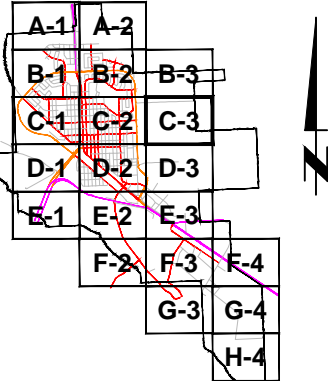 A-1 A-2
B-1 B-2 B-3
C-1 C-2 C-3
D-1 D-2 D-3
E-1 E-2 E-3
F-2 F-3 F-4
G-3 G-4
H-4
N